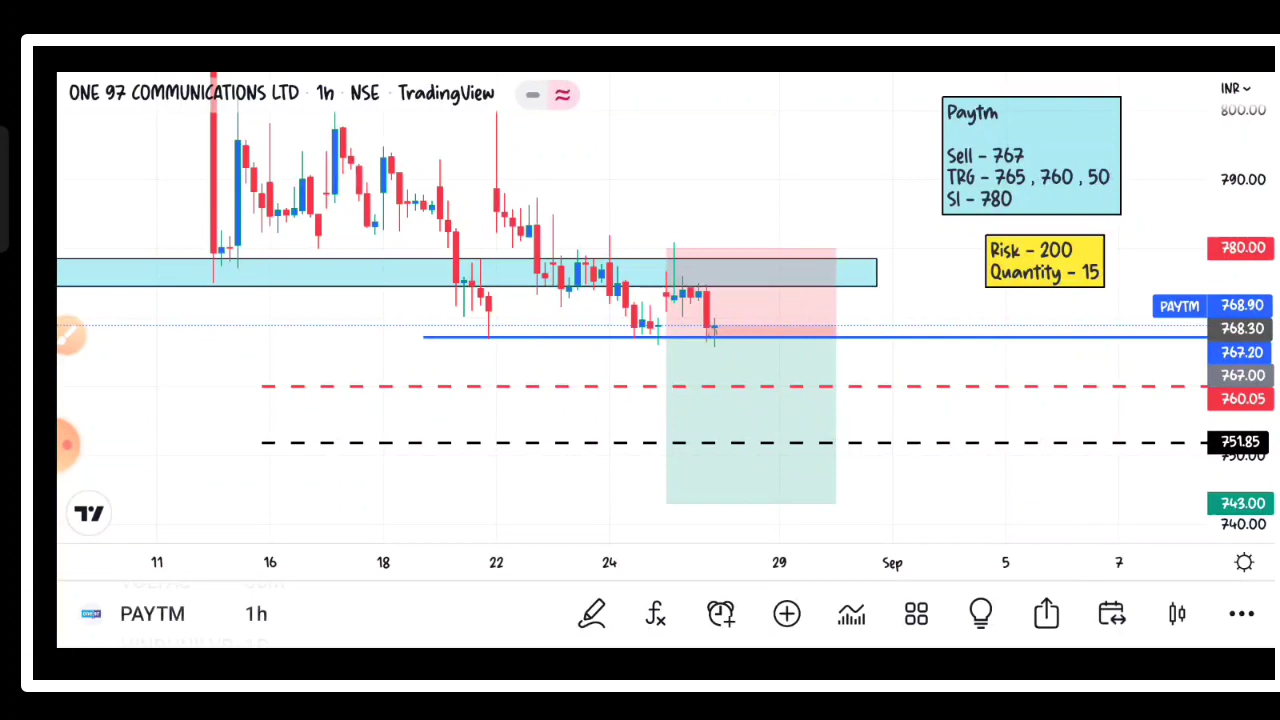 ONE 97 COMMUNICATIONS LTD · 1h · NSE · TradingView
INR
800.00
790.00
780.00
PAYTM 768.90
768.30
767.20
767.00
760.05
751.85
750.00
743.00
740.00
Paytm
Sell - 767
TRG - 765 , 760 , 50
Sl - 780
Risk - 200
Quantity - 15
11 16 18 22 24 29 Sep 5 7
PAYTM 1h